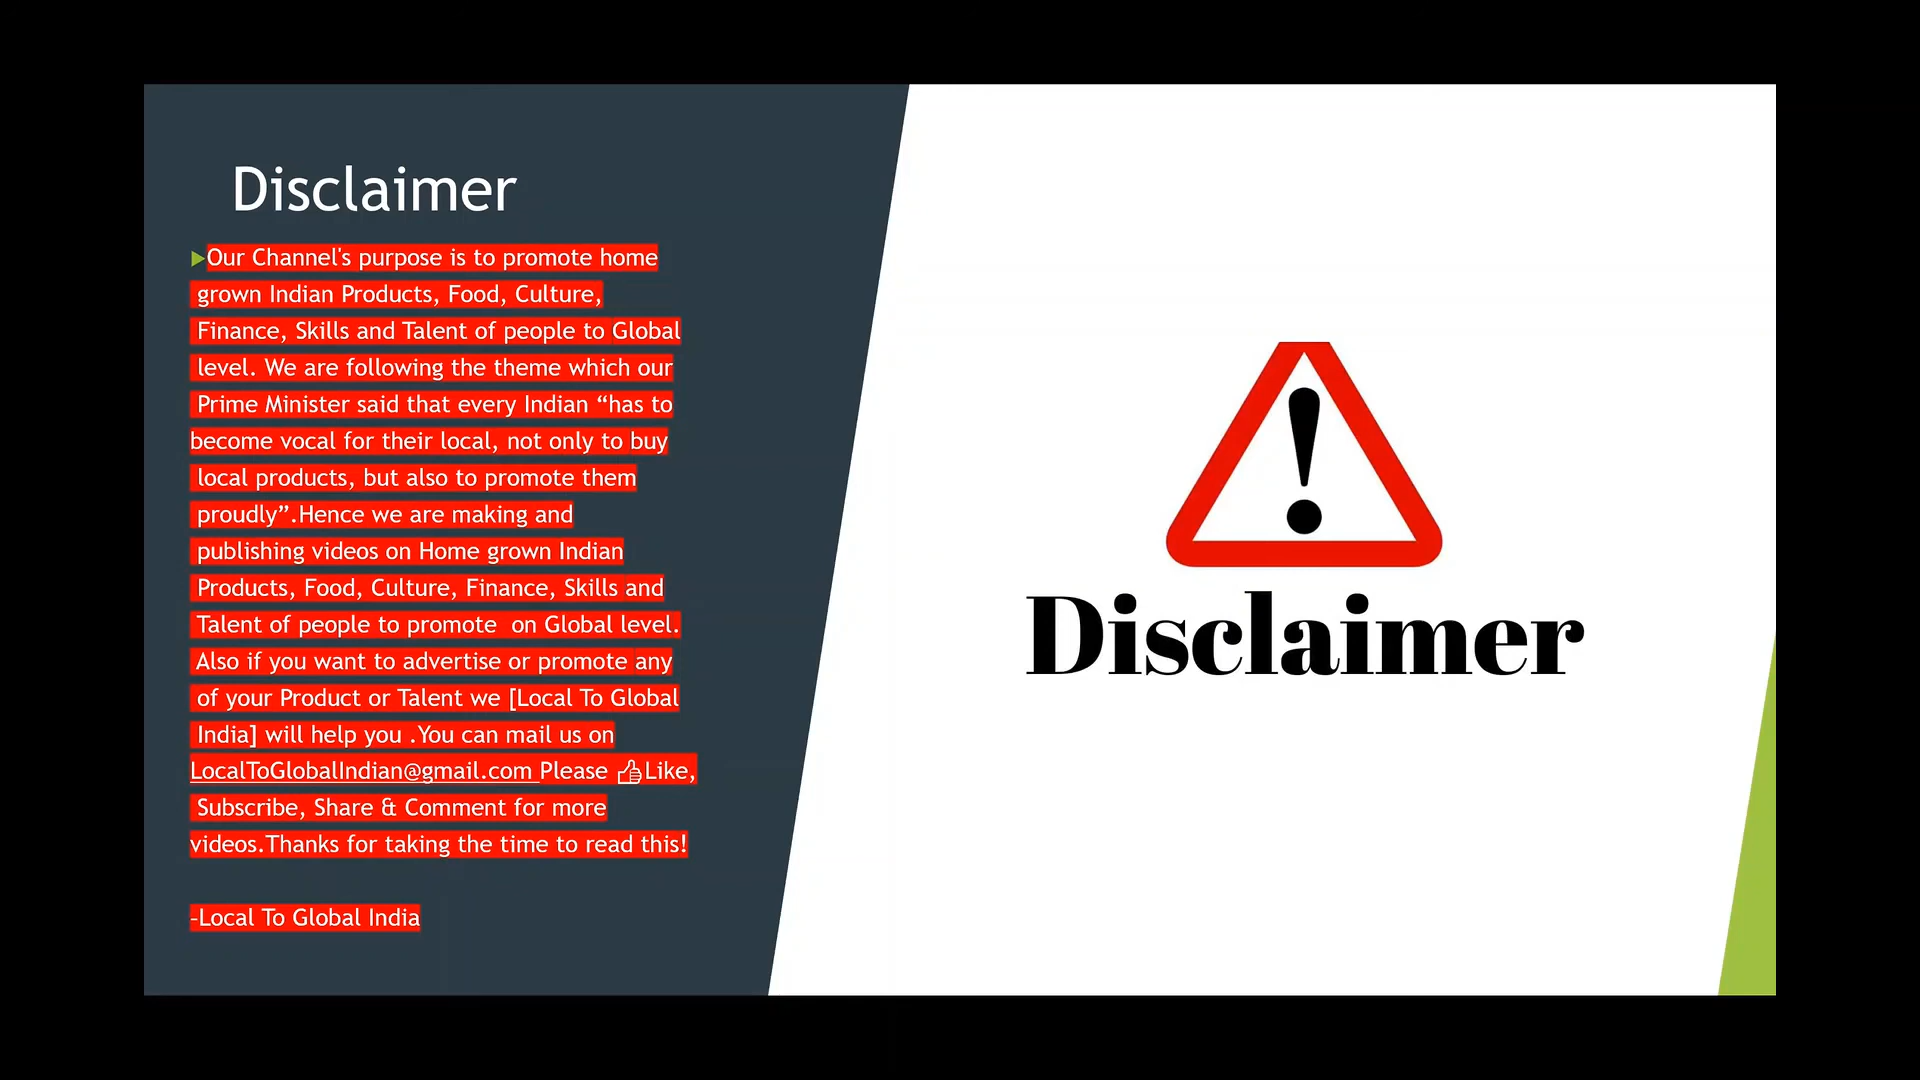 Disclaimer
Our Channel's purpose is to promote home
grown Indian Products, Food, Culture,
Finance, Skills and Talent of people to Global
level. We are following the theme which our
Prime Minister said that every Indian “has to
become vocal for their local, not only to buy
local products, but also to promote them
proudly”.Hence we are making and
publishing videos on Home grown Indian
Products, Food, Culture, Finance, Skills and
Talent of people to promote  on Global level.
Also if you want to advertise or promote any
of your Product or Talent we [Local To Global
India] will help you .You can mail us on
LocalToGlobalIndian@gmail.com Please 👍Like,
Subscribe, Share & Comment for more
videos.Thanks for taking the time to read this!
-Local To Global India
Disclaimer